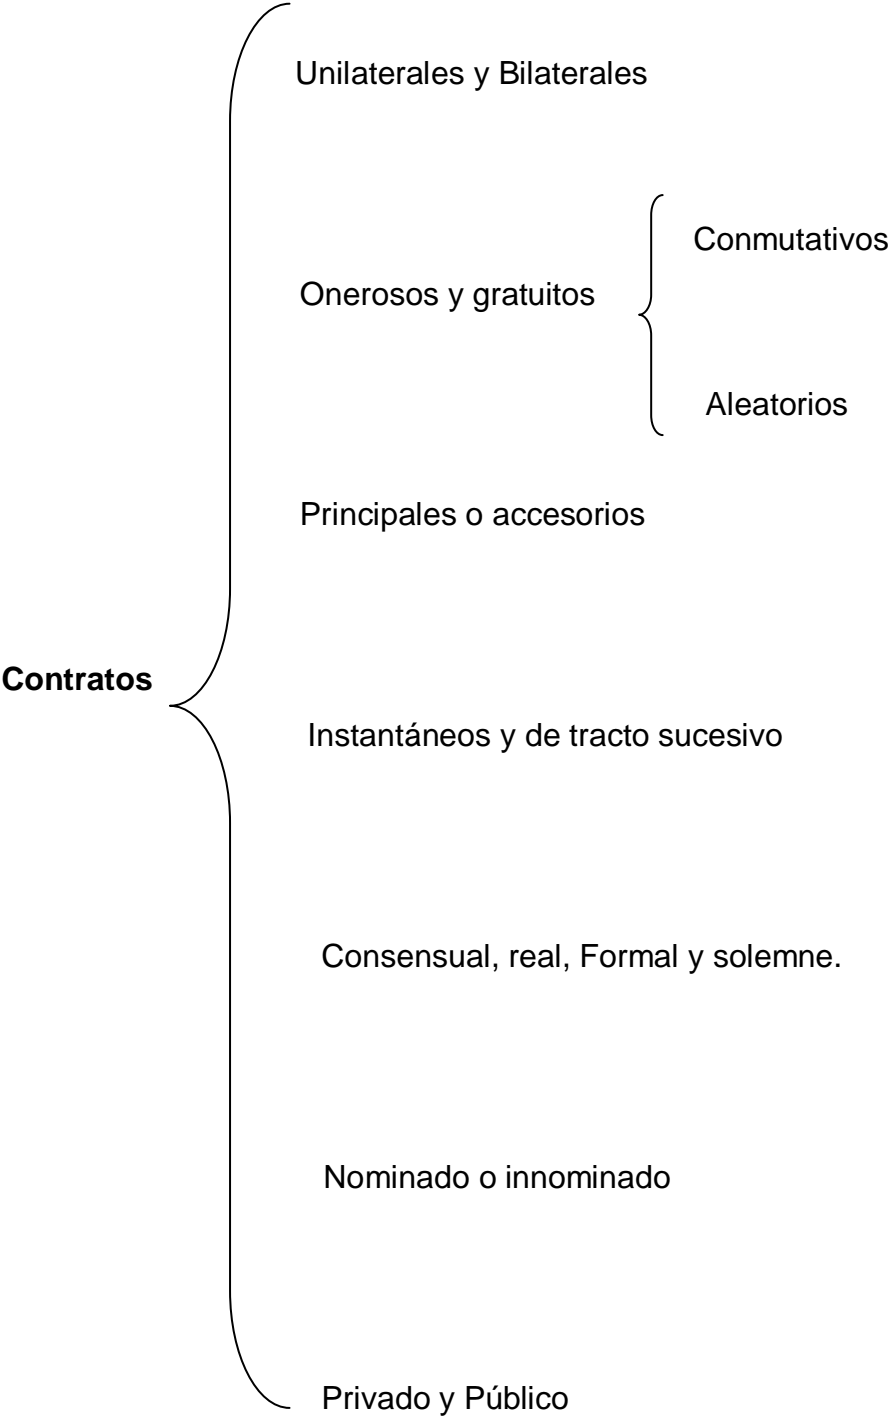 Unilaterales y Bilaterales
Conmutativos
Onerosos y gratuitos
Aleatorios
Principales o accesorios
Contratos
Instantáneos y de tracto sucesivo
Consensual, real, Formal y solemne.
Nominado o innominado
Privado y Público